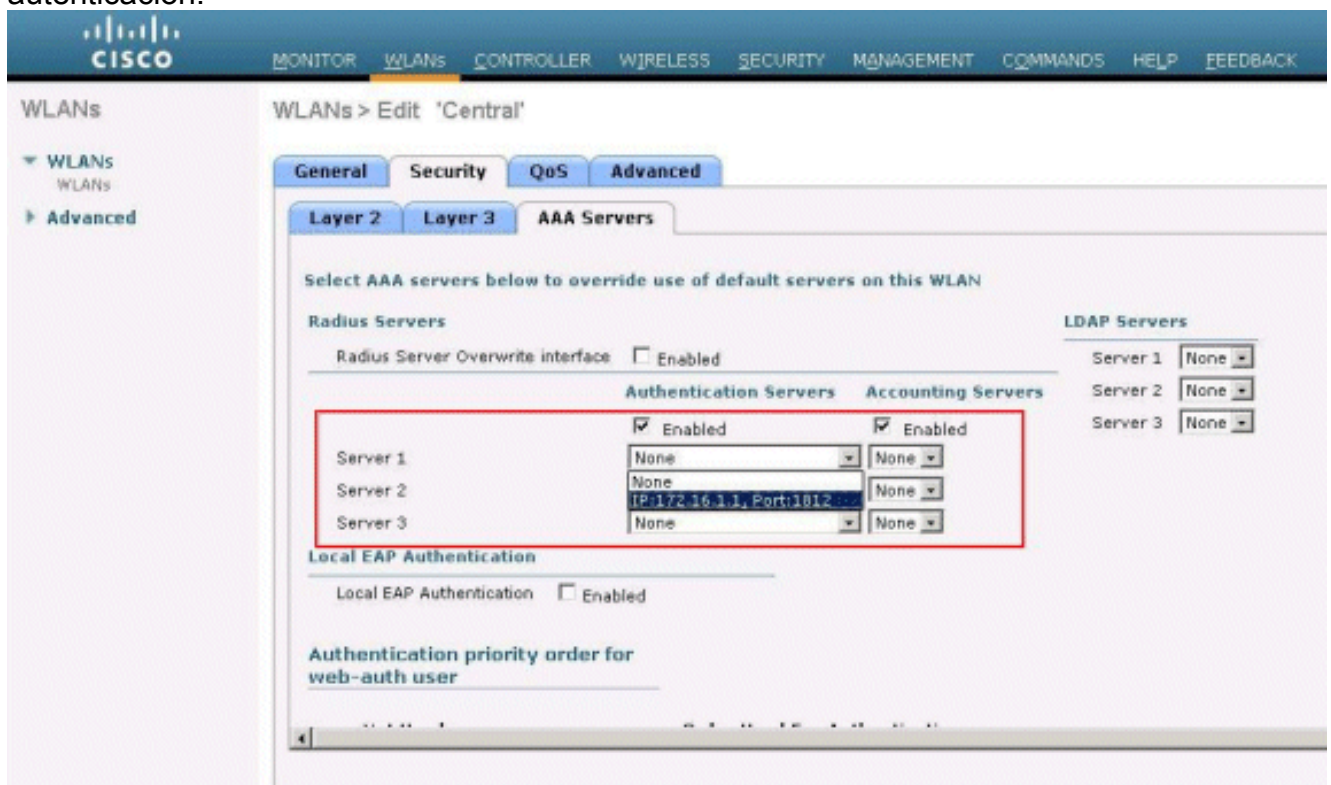 autenticación.
CISCO
MONITOR WLANs CONTROLLER WIRELESS SECURITY MANAGEMENT COMMANDS HELP FEEDBACK
WLANs
WLANs > Edit 'Central'
WLANs
WLANs
Advanced
General Security QoS Advanced
Layer 2 Layer 3 AAA Servers
Select AAA servers below to override use of default servers on this WLAN
Radius Servers
LDAP Servers
Radius Server Overwrite interface Enabled
Server 1 None
Authentication Servers Accounting Servers
Server 2 None
Enabled Enabled
Server 3 None
Server 1 None None
None
Server 2 IP:172.16.1.1, Port:1812 None
Server 3 None None
Local EAP Authentication
Local EAP Authentication Enabled
Authentication priority order for
web-auth user